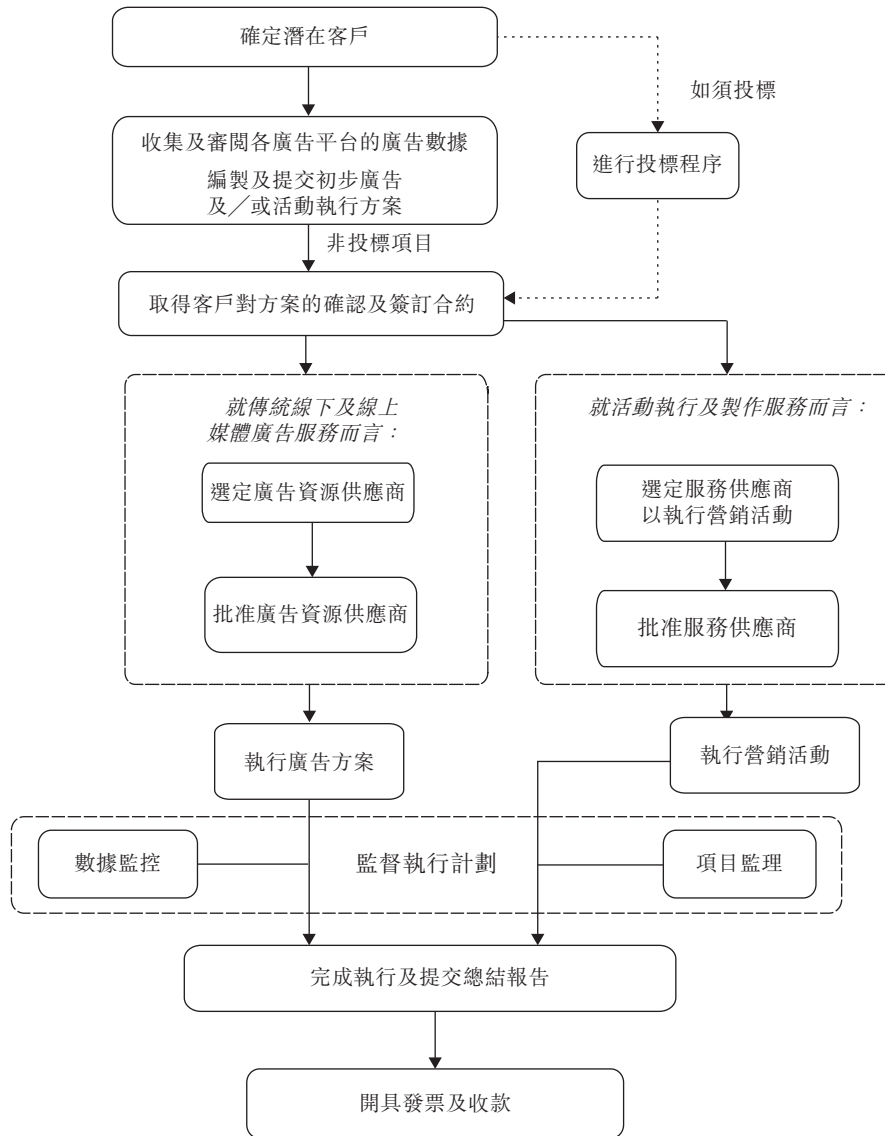 確定潛在客戶
如須投標
收集及審閱各廣告平台的廣告數據
編製及提交初步廣告
及／或活動執行方案
進行投標程序
非投標項目
取得客戶對方案的確認及簽訂合約
就傳統線下及線上
媒體廣告服務而言：
選定廣告資源供應商
批准廣告資源供應商
就活動執行及製作服務而言：
選定服務供應商
以執行營銷活動
批准服務供應商
執行廣告方案
執行營銷活動
數據監控
監督執行計劃
項目監理
完成執行及提交總結報告
開具發票及收款